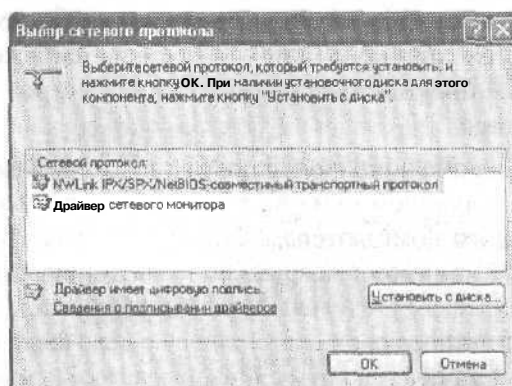 Выбор сетевого протокола
Выберите сетевой протокол, который требуется установить, и
нажмите кнопку ОК. При наличии установочного диска для этого
компонента, нажмите кнопку "Установить с диска".
Сетевой протокол:
NWLink IPX/SPX/NetBIOS-совместимый транспортный протокол
Драйвер сетевого монитора
Драйвер имеет цифровую подпись.
Сведения о подписывании драйверов
Установить с диска...
ОК
Отмена